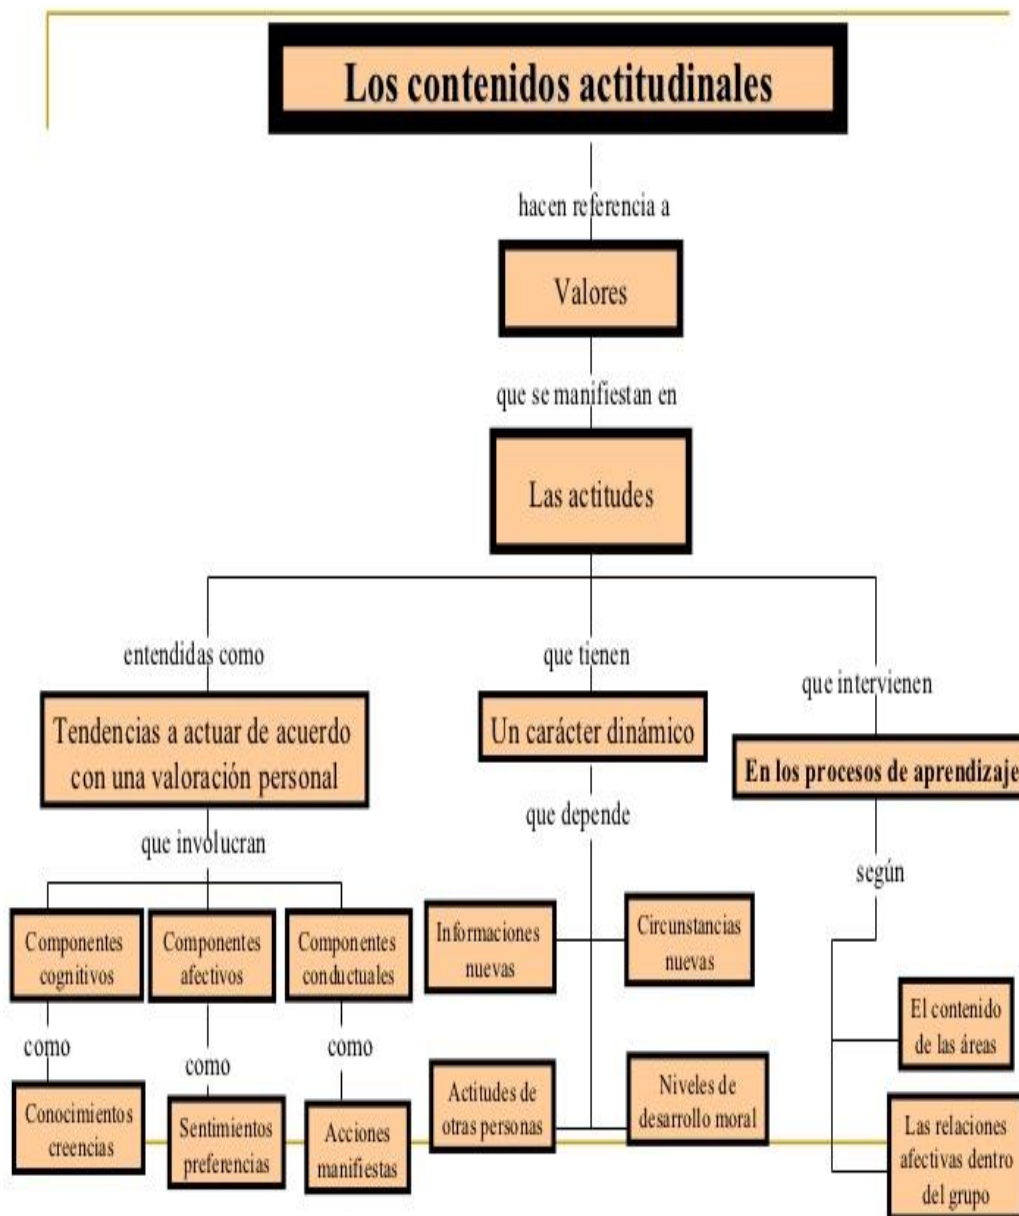 Los contenidos actitudinales
hacen referencia a
Valores
que se manifiestan en
Las actitudes
entendidas como
que tienen
que intervienen
Tendencias a actuar de acuerdo
con una valoración personal
Un carácter dinámico
En los procesos de aprendizaje
que involucran
que depende
según
Componentes
cognitivos
Componentes
afectivos
Componentes
conductuales
Informaciones
nuevas
Circunstancias
nuevas
El contenido
de las áreas
como
como
como
Conocimientos
creencias
Sentimientos
preferencias
Acciones
manifiestas
Actitudes de
otras personas
Niveles de
desarrollo moral
Las relaciones
afectivas dentro
del grupo